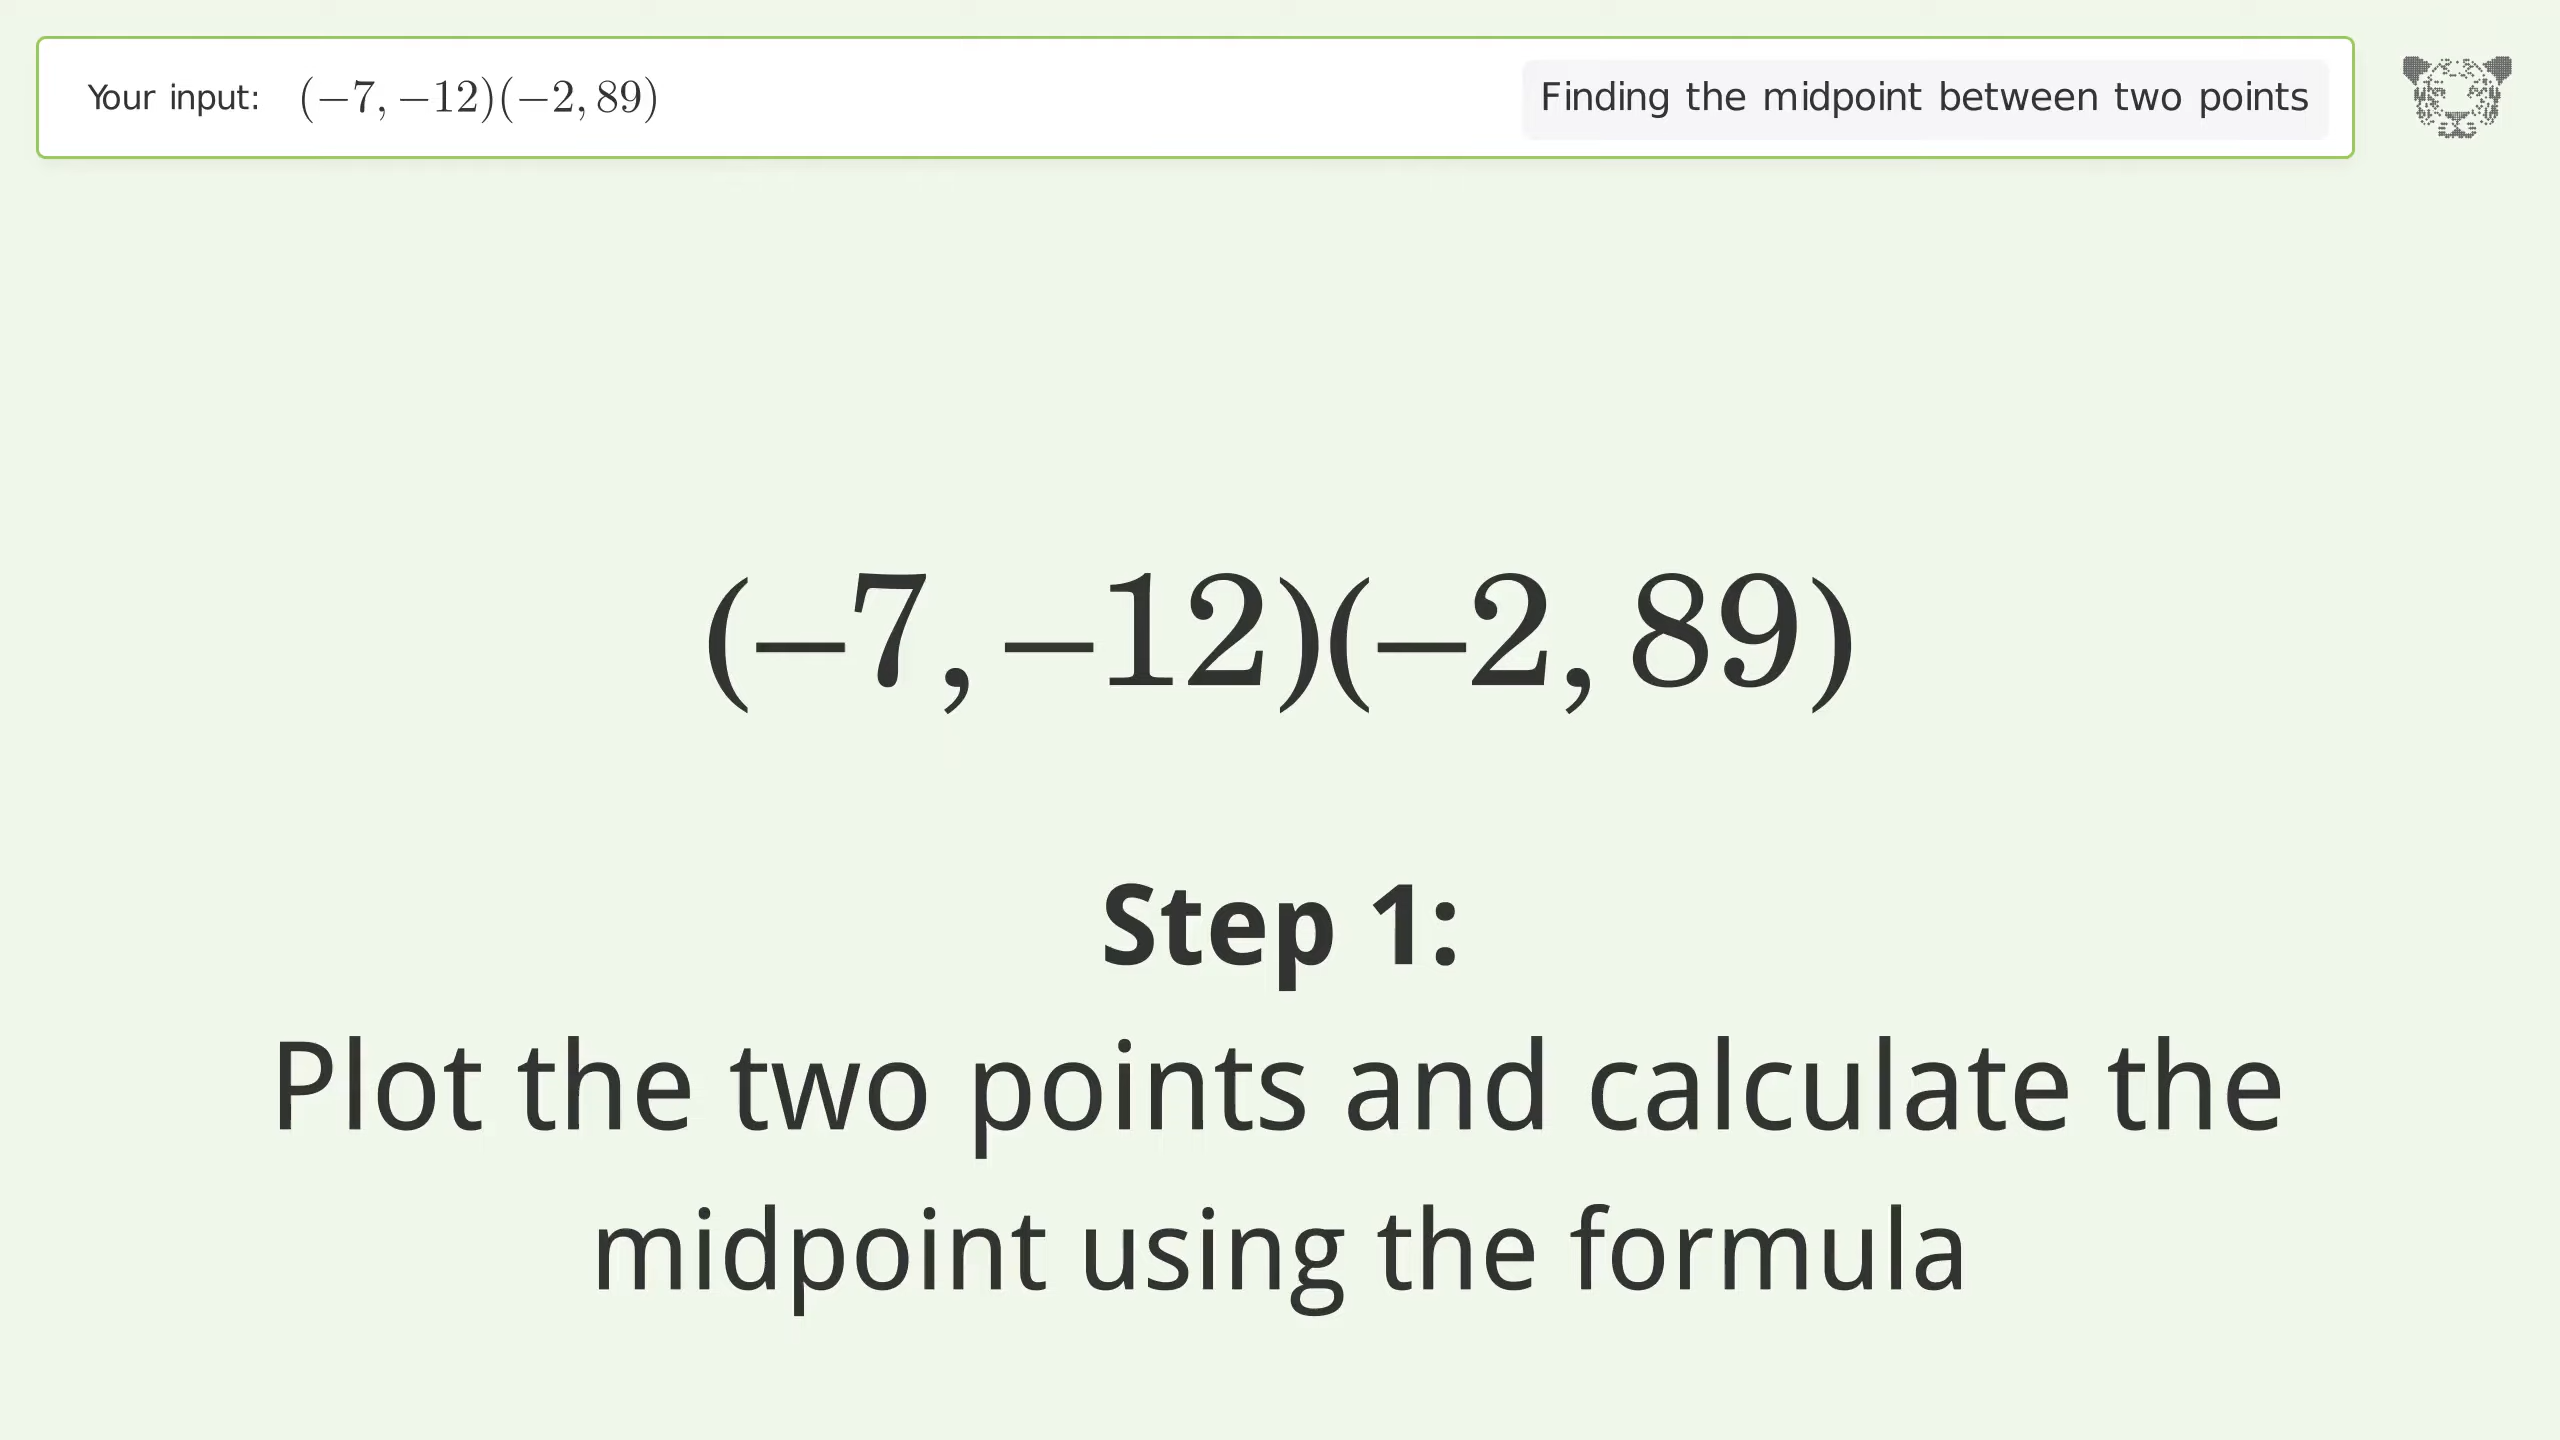 Your input: (−7, −12)(−2, 89)
Finding the midpoint between two points
(−7, −12)(−2, 89)
Step 1:
Plot the two points and calculate the
midpoint using the formula